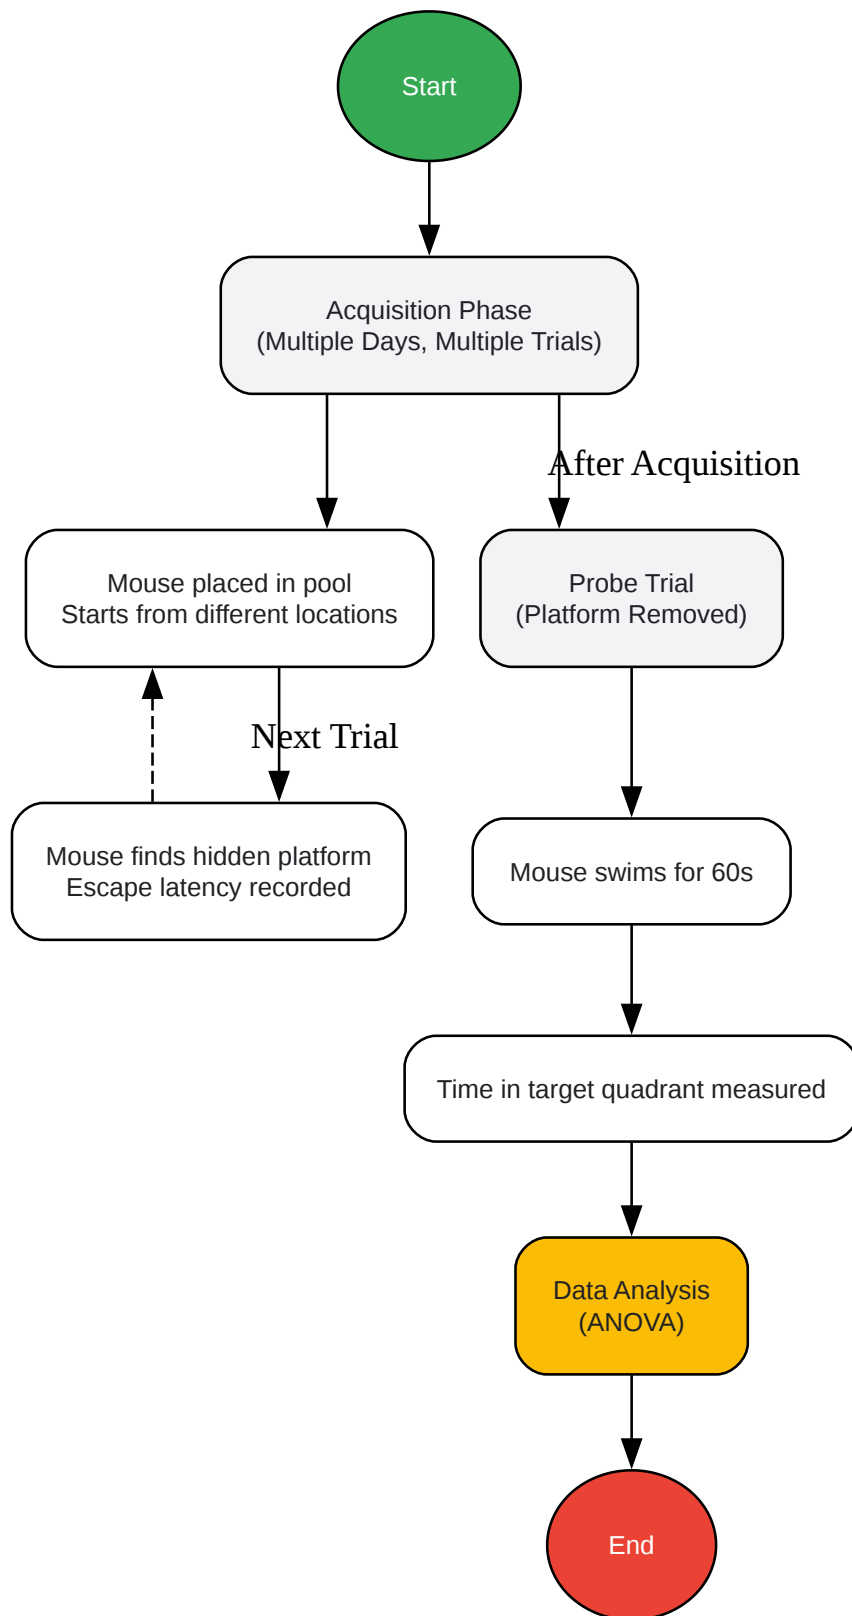 Start
Acquisition Phase
(Multiple Days, Multiple Trials)
After Acquisition
Mouse placed in pool
Starts from different locations
Probe Trial
(Platform Removed)
Next Trial
Mouse finds hidden platform
Escape latency recorded
Mouse swims for 60s
Time in target quadrant measured
Data Analysis
(ANOVA)
End